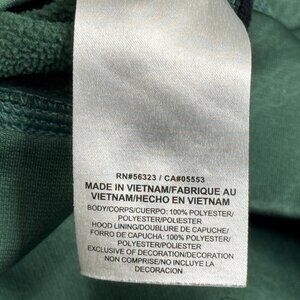 RN#56323 / CA#05553
MADE IN VIETNAM/FABRIQUE AU
VIETNAM/HECHO EN VIETNAM
BODY/CORPS/CUERPO: 100% POLYESTER/
POLYESTER/POLIESTER
HOOD LINING/DOUBLURE DE CAPUCHE/
FORRO DE CAPUCHA: 100% POLYESTER/
POLYESTER/POLIESTER
EXCLUSIVE OF DECORATION/DECORATION
NON COMPRISE/NO INCLUYE LA
DECORACION